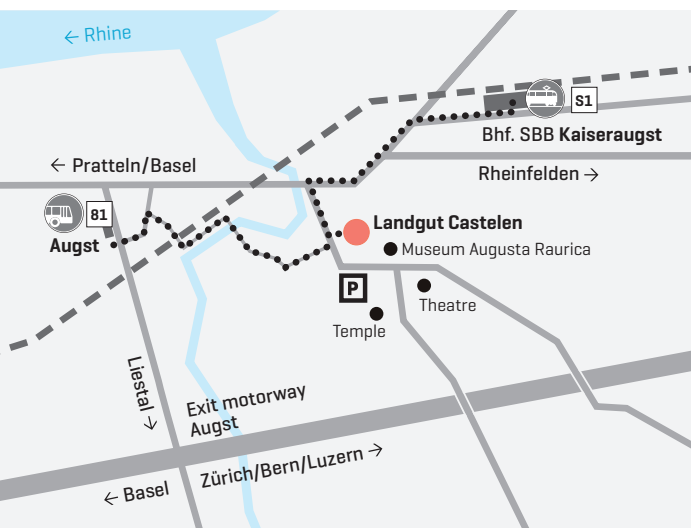 ← Rhine
S1
Bhf. SBB Kaiseraugst
← Pratteln/Basel
Rheinfelden →
81
Augst
Landgut Castelen
Museum Augusta Raurica
P
Theatre
Temple
Liestal →
Exit motorway
Augst
Zürich/Bern/Luzern →
← Basel